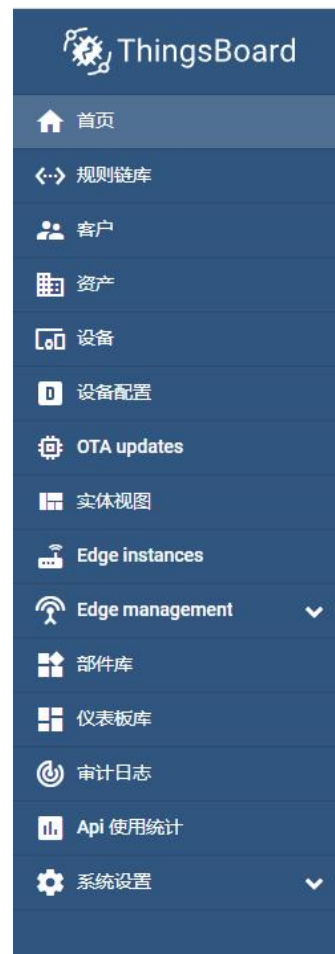 ThingsBoard
首页
规则链库
客户
资产
设备
D 设备配置
OTA updates
实体视图
Edge instances
Edge management
部件库
仪表板库
审计日志
Api 使用统计
系统设置